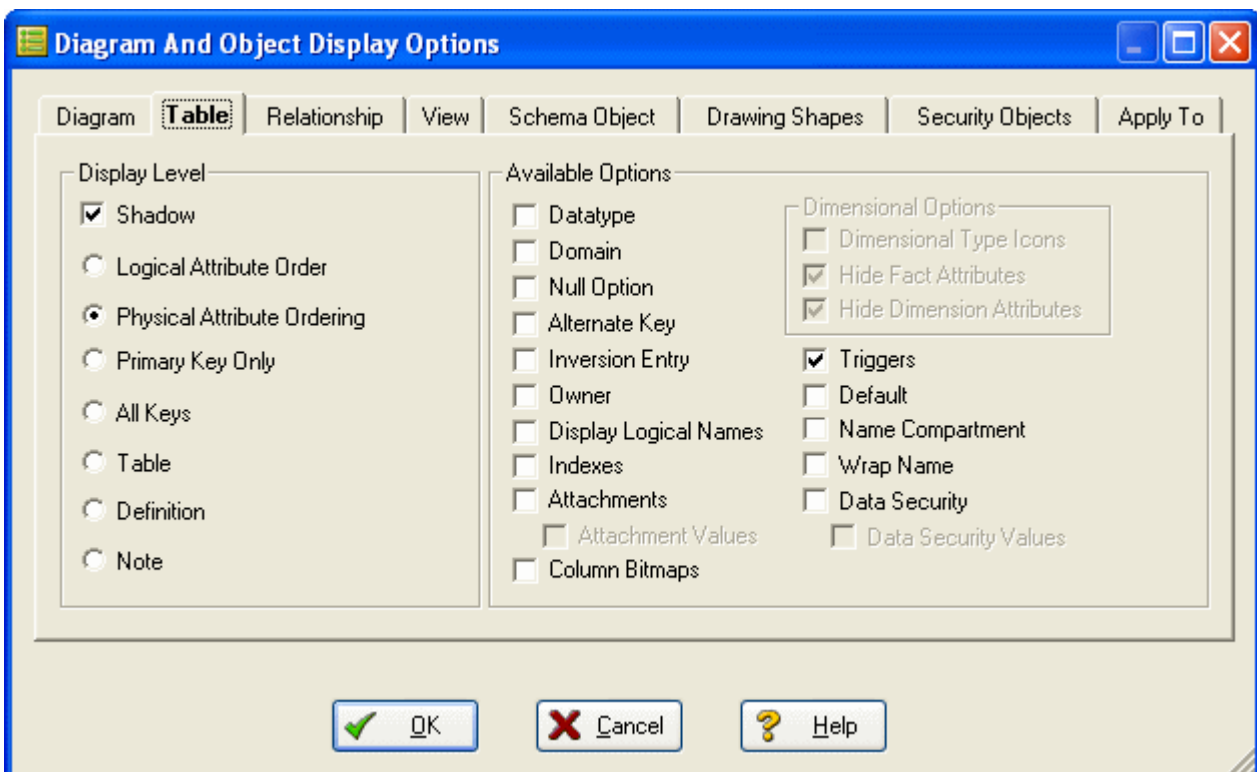 Diagram And Object Display Options
Diagram Table Relationship View Schema Object Drawing Shapes Security Objects Apply To
Display Level
Shadow
Logical Attribute Order
Physical Attribute Ordering
Primary Key Only
All Keys
Table
Definition
Note
Available Options
Datatype
Domain
Null Option
Alternate Key
Inversion Entry
Owner
Display Logical Names
Indexes
Attachments
Attachment Values
Column Bitmaps
Dimensional Options
Dimensional Type Icons
Hide Fact Attributes
Hide Dimension Attributes
Triggers
Default
Name Compartment
Wrap Name
Data Security
Data Security Values
OK Cancel Help